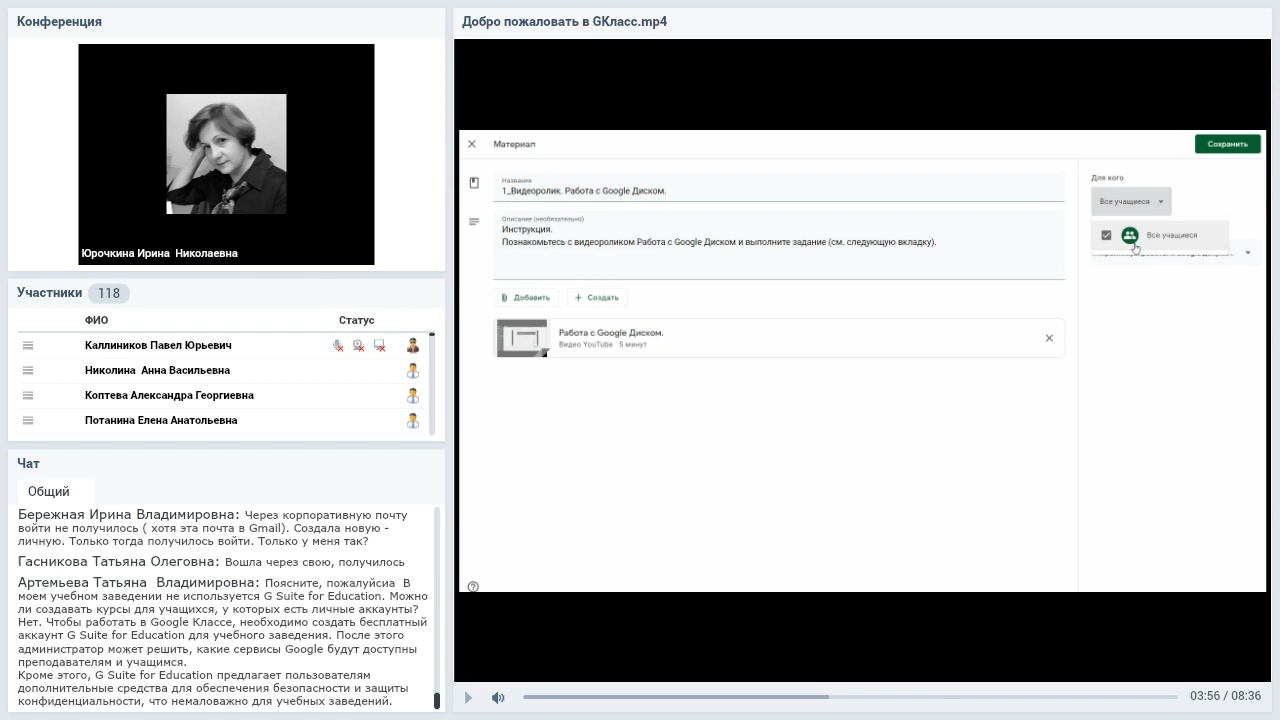 Конференция
Юрочкина Ирина Николаевна
Участники 118
ФИО Статус
Каллиников Павел Юрьевич
Николина Анна Васильевна
Коптева Александра Георгиевна
Потанина Елена Анатольевна
Чат
Общий
Бережная Ирина Владимировна: Через корпоративную почту
войти не получилось ( хотя эта почта в Gmail). Создала новую -
личную. Только тогда получилось войти. Только у меня так?
Гасникова Татьяна Олеговна: Вошла через свою, получилось
Артемьева Татьяна Владимировна: Поясните, пожалуйсиа В
моем учебном заведении не используется G Suite for Education. Можно
ли создавать курсы для учащихся, у которых есть личные аккаунты?
Нет. Чтобы работать в Google Классе, необходимо создать бесплатный
аккаунт G Suite for Education для учебного заведения. После этого
администратор может решить, какие сервисы Google будут доступны
преподавателям и учащимся.
Кроме этого, G Suite for Education предлагает пользователям
дополнительные средства для обеспечения безопасности и защиты
конфиденциальности, что немаловажно для учебных заведений.
Добро пожаловать в GКласс.mp4
Материал
Сохранить
Название
1_Видеоролик. Работа с Google Диском.
Описание (необязательно)
Инструкция.
Познакомьтесь с видеороликом Работа с Google Диском и выполните задание (см. следующую вкладку).
Добавить
Создать
Работа с Google Диском.
Видео YouTube 5 минут
Для кого
Все учащиеся
Все учащиеся
03:56 / 08:36